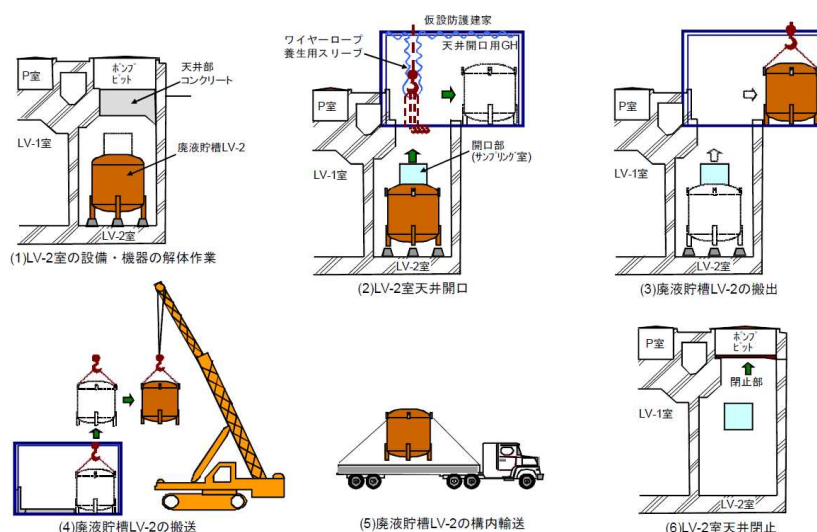 P室
ポンプ
ピット
天井部
コンクリート
LV-1室
廃液貯槽LV-2
LV-2室
(1)LV-2室の設備・機器の解体作業
仮設防護建家
ワイヤーロープ
養生用スリーブ
天井開口用GH
P室
LV-1室
開口部
(サンプリング室)
LV-2室
(2)LV-2室天井開口
P室
LV-1室
LV-2室
(3)廃液貯槽LV-2の搬出
(4)廃液貯槽LV-2の搬送
(5)廃液貯槽LV-2の構内輸送
P室
ポンプ
ピット
閉止部
LV-1室
LV-2室
(6)LV-2室天井閉止